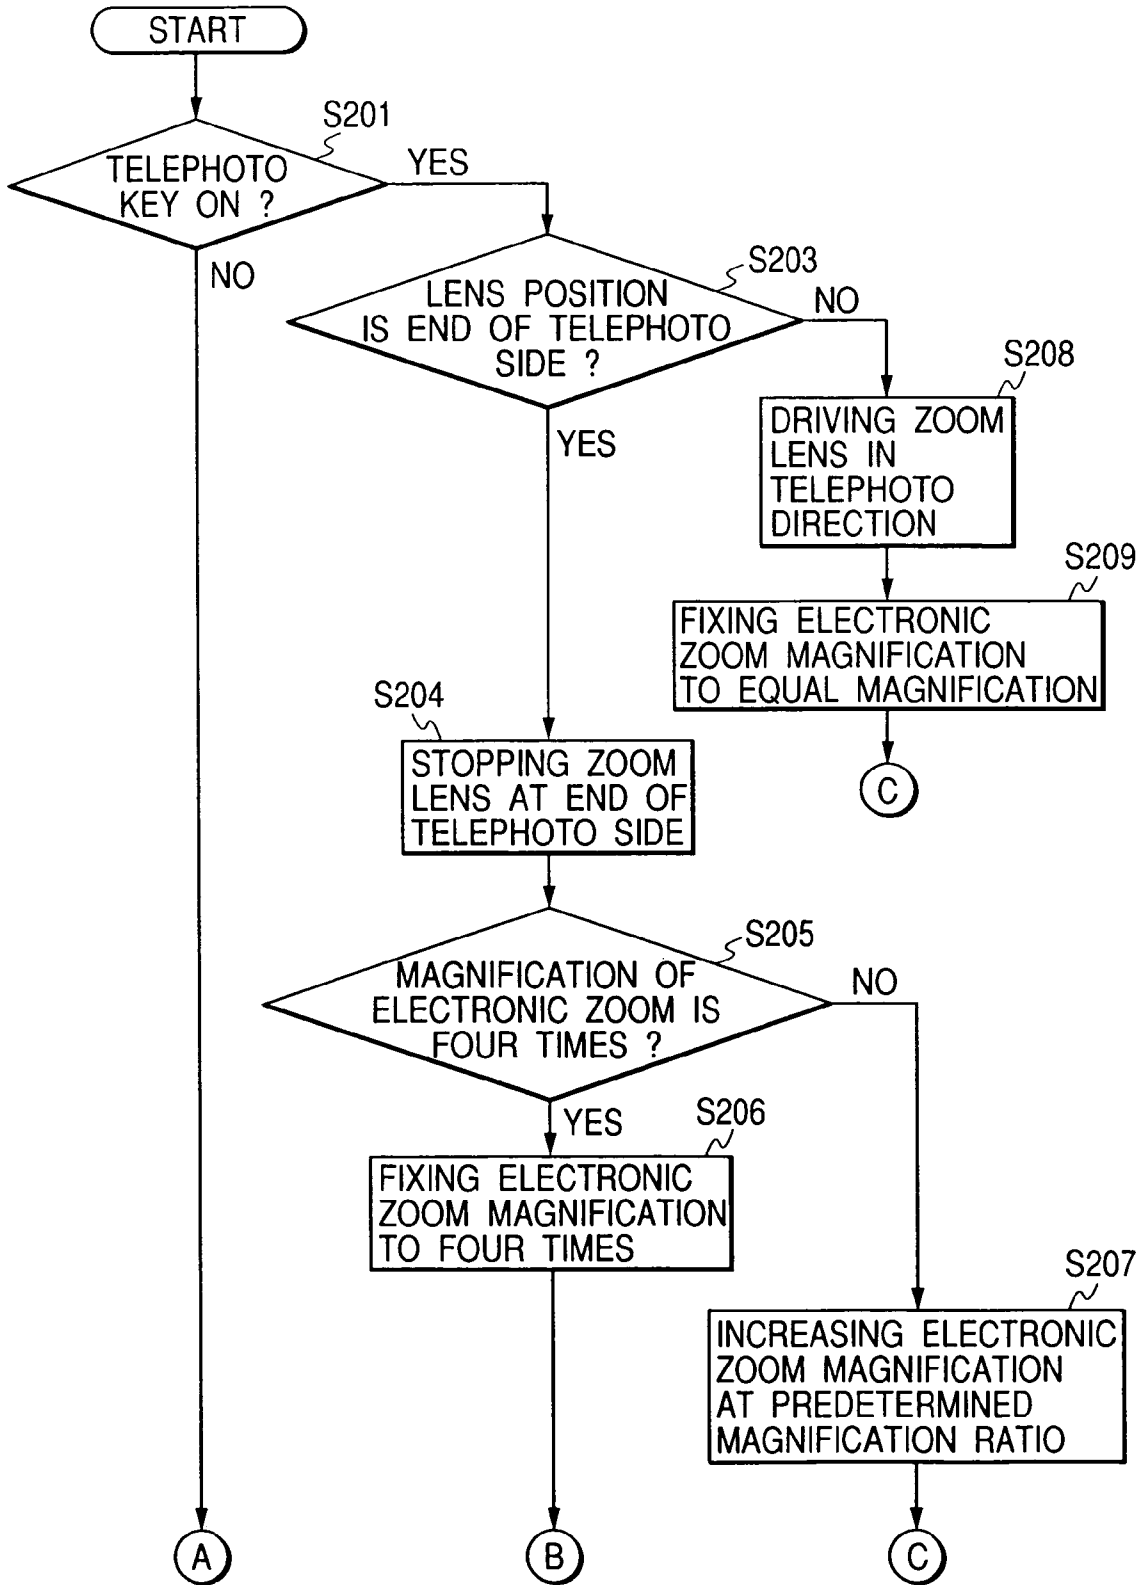 START
S201
TELEPHOTO
KEY ON ?
YES
NO
S203
LENS POSITION
IS END OF TELEPHOTO
SIDE ?
NO
YES
S208
DRIVING ZOOM
LENS IN
TELEPHOTO
DIRECTION
S209
FIXING ELECTRONIC
ZOOM MAGNIFICATION
TO EQUAL MAGNIFICATION
C
S204
STOPPING ZOOM
LENS AT END OF
TELEPHOTO SIDE
S205
MAGNIFICATION OF
ELECTRONIC ZOOM IS
FOUR TIMES ?
NO
YES
S206
FIXING ELECTRONIC
ZOOM MAGNIFICATION
TO FOUR TIMES
S207
INCREASING ELECTRONIC
ZOOM MAGNIFICATION
AT PREDETERMINED
MAGNIFICATION RATIO
A
B
C